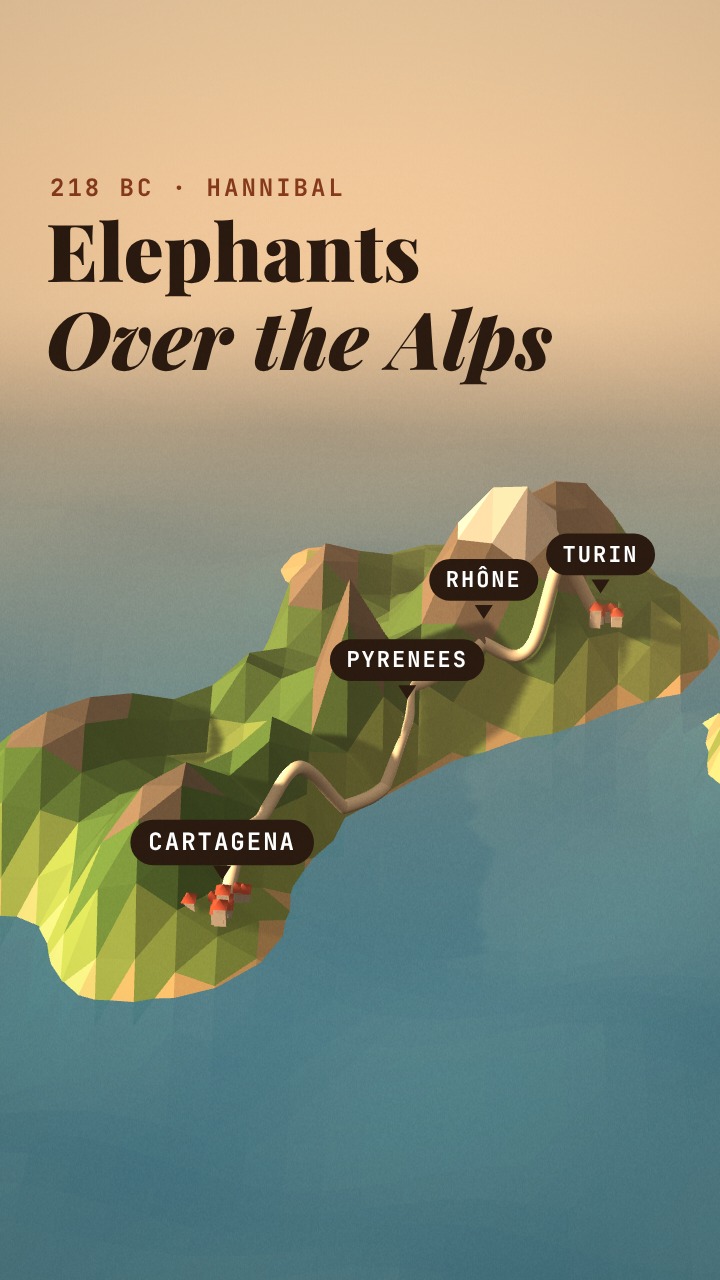 218 BC · HANNIBAL
Elephants
Over the Alps
TURIN
RHÔNE
PYRENEES
CARTAGENA